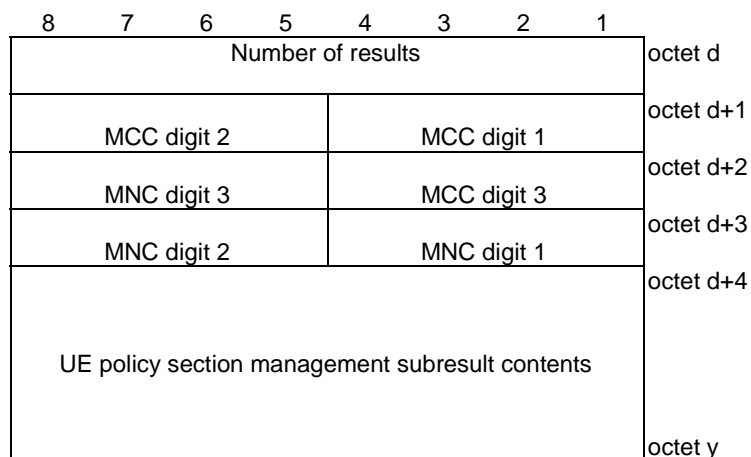 8 7 6 5 4 3 2 1
Number of results octet d
octet d+1
MCC digit 2 MCC digit 1
octet d+2
MNC digit 3 MCC digit 3
octet d+3
MNC digit 2 MNC digit 1
octet d+4
UE policy section management subresult contents
octet y